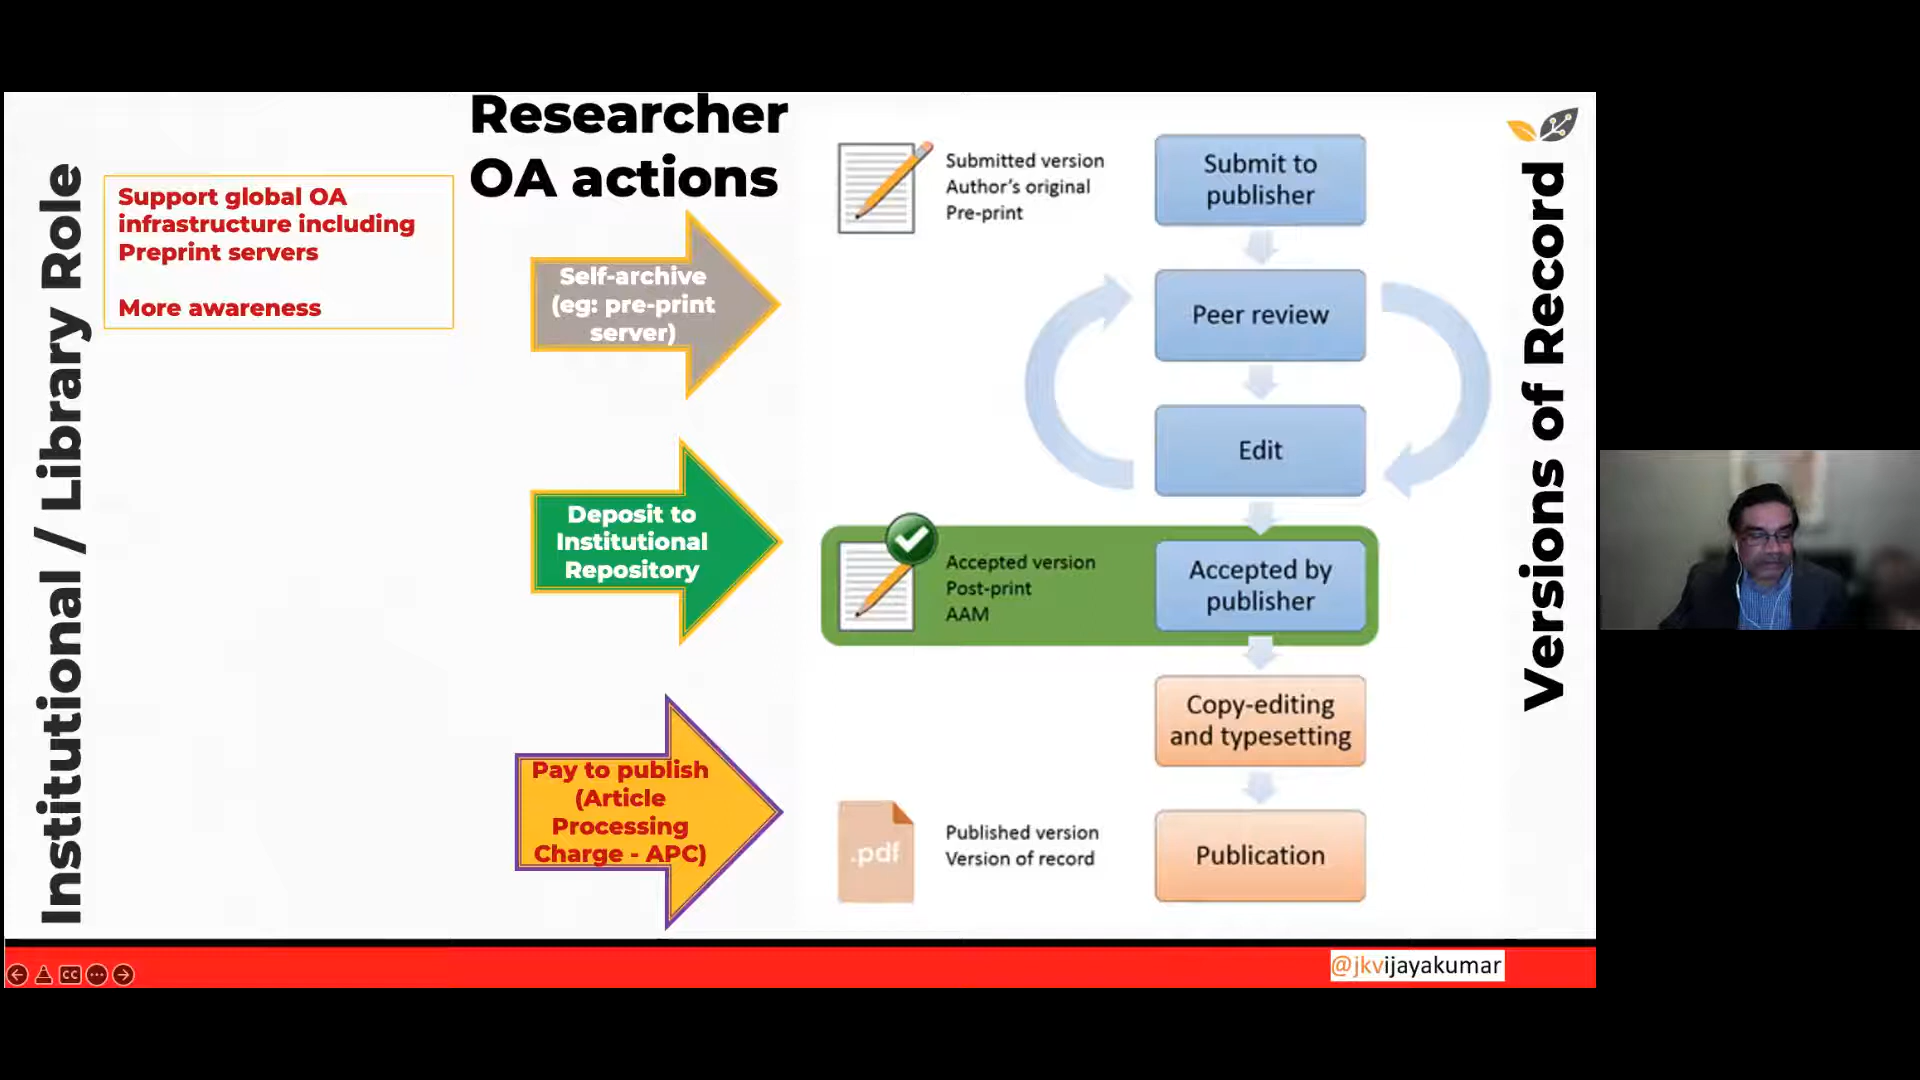 Institutional / Library Role
Support global OA
infrastructure including
Preprint servers
More awareness
Researcher
OA actions
Self-archive
(eg: pre-print
server)
Deposit to
Institutional
Repository
Pay to publish
(Article
Processing
Charge - APC)
Submitted version
Author's original
Pre-print
Accepted version
Post-print
AAM
.pdf
Published version
Version of record
Submit to
publisher
Peer review
Edit
Accepted by
publisher
Copy-editing
and typesetting
Publication
Versions of Record
CC
@jkvijayakumar